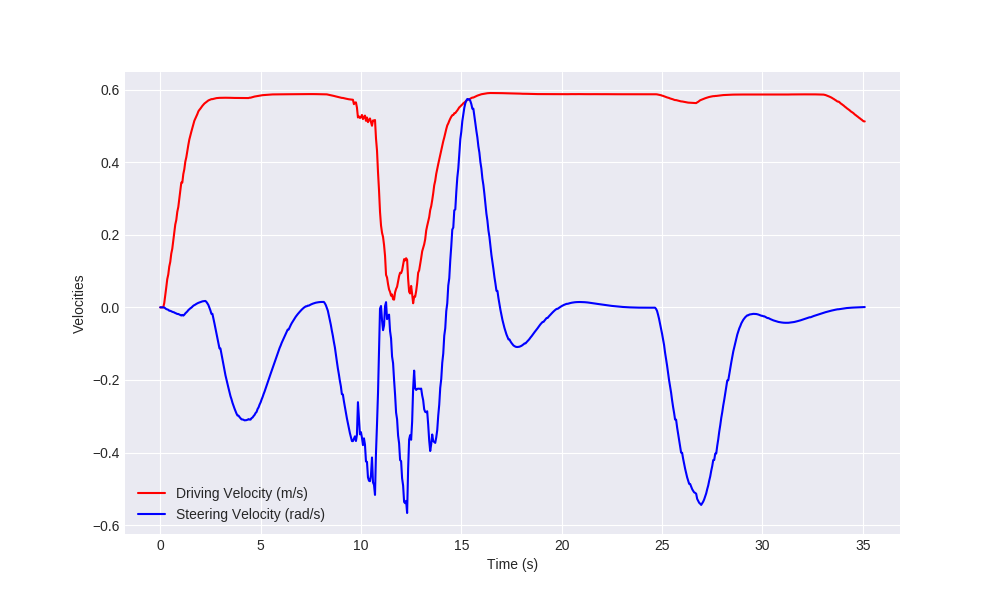 0.6
0.4
0.2
0.0
−0.2
−0.4
−0.6
Velocities
Driving Velocity (m/s)
Steering Velocity (rad/s)
0 5 10 15 20 25 30 35
Time (s)